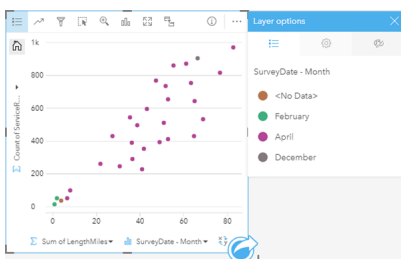 Layer options
1k
800
600
400
200
0
Count of ServiceR...
0
20
40
60
80
Sum of LengthMiles
SurveyDate - Month
SurveyDate - Month
<No Data>
February
April
December